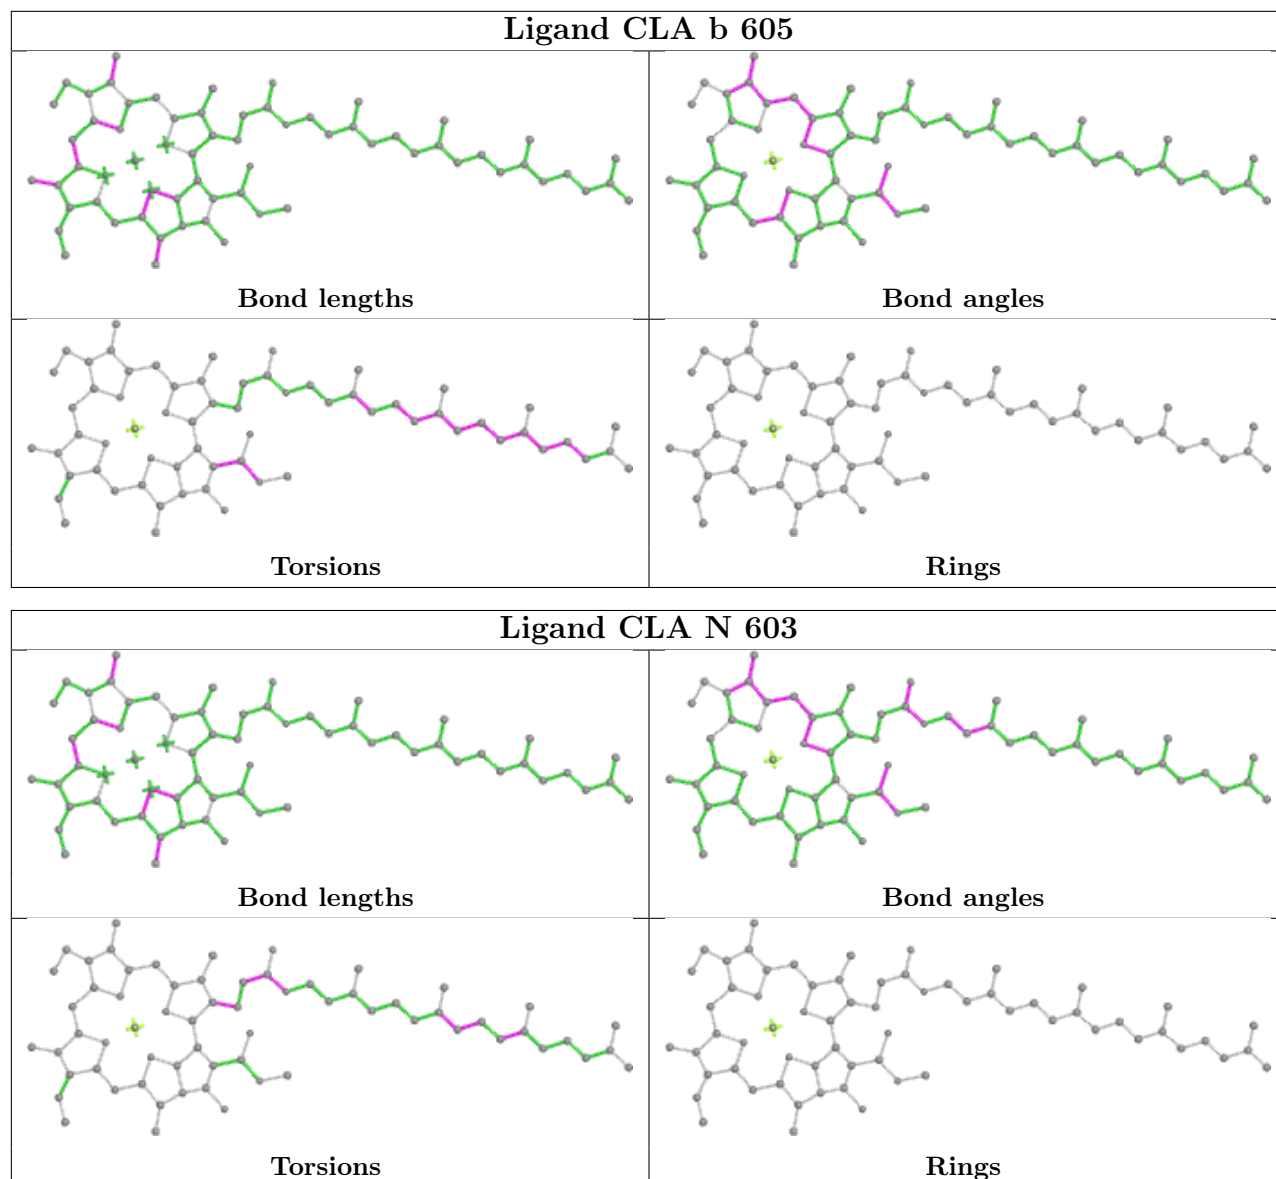 Ligand CLA b 605
Bond lengths
Bond angles
Torsions
Rings
Ligand CLA N 603
Bond lengths
Bond angles
Torsions
Rings